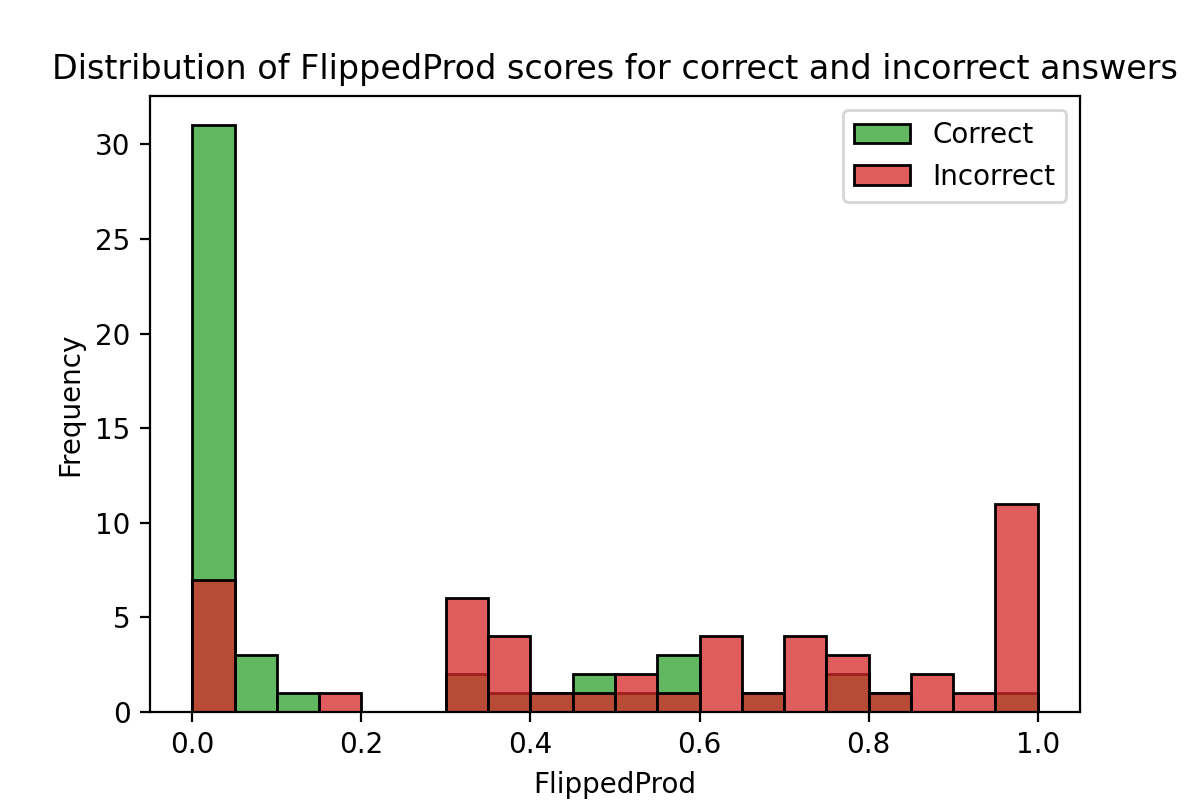 Distribution of FlippedProd scores for correct and incorrect answers
Correct
Incorrect
Frequency
30
25
20
15
10
5
0
0.0 0.2 0.4 0.6 0.8 1.0
FlippedProd